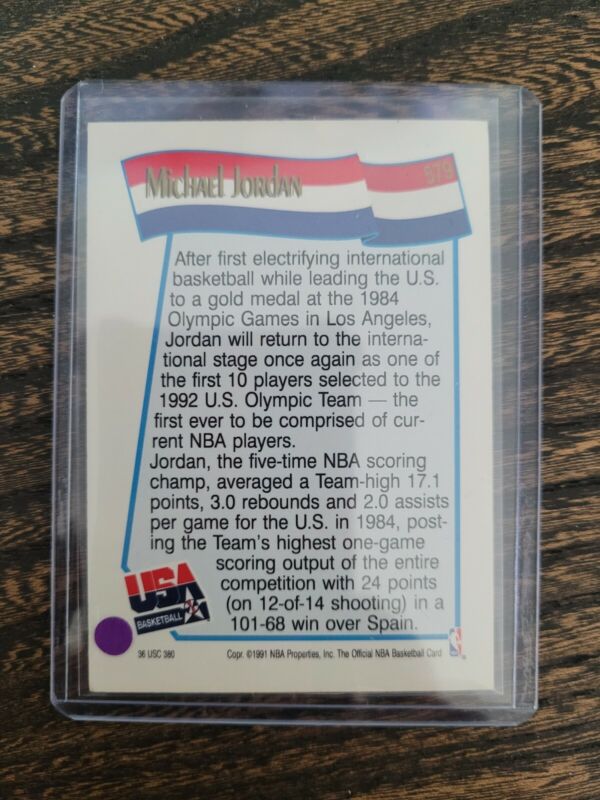 Michael Jordan 579
After first electrifying international
basketball while leading the U.S.
to a gold medal at the 1984
Olympic Games in Los Angeles,
Jordan will return to the interna-
tional stage once again as one of
the first 10 players selected to the
1992 U.S. Olympic Team — the
first ever to be comprised of cur-
rent NBA players.
Jordan, the five-time NBA scoring
champ, averaged a Team-high 17.1
points, 3.0 rebounds and 2.0 assists
per game for the U.S. in 1984, post-
ing the Team's highest one-game
scoring output of the entire
competition with 24 points
(on 12-of-14 shooting) in a
101-68 win over Spain.
USA
BASKETBALL
36 USC 380 Copr. ©1991 NBA Properties, Inc. The Official NBA Basketball Card